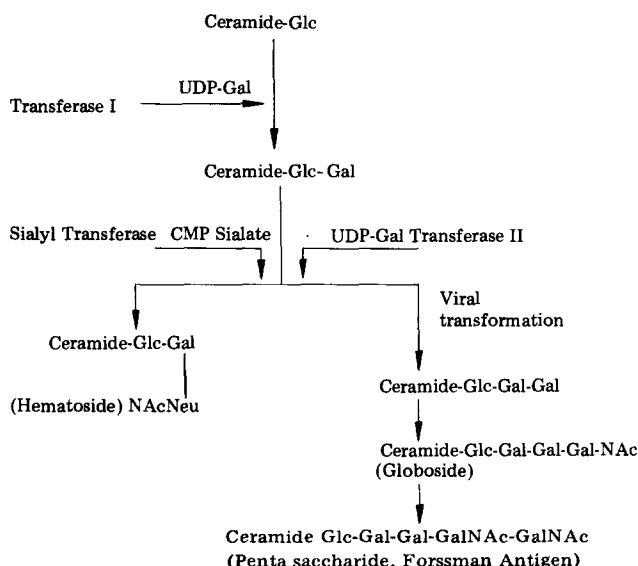 Ceramide-Glc
UDP-Gal
Transferase I
Ceramide-Glc-Gal
Sialyl Transferase CMP Sialate
UDP-Gal Transferase II
Viral
transformation
Ceramide-Glc-Gal
(Hematoside) NAcNeu
Ceramide-Glc-Gal-Gal
Ceramide-Glc-Gal-Gal-Gal-NAc
(Globoside)
Ceramide Glc-Gal-Gal-GalNAc-GalNAc
(Penta saccharide, Forssman Antigen)